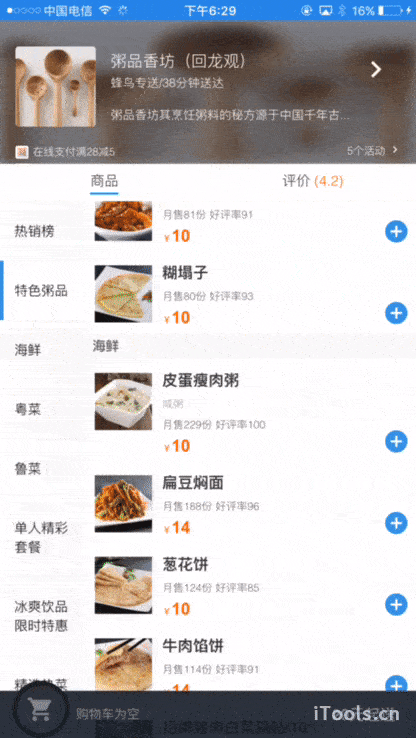 中国电信
下午6:29
16%
粥品香坊（回龙观）
蜂鸟专送/38分钟送达
粥品香坊其烹饪粥料的秘方源于中国千年古...
在线支付满28减5
5个活动
商品
评价 (4.2)
热销榜
特色粥品
海鲜
粤菜
鲁菜
单人精彩
套餐
冰爽饮品
限时特惠
精选热菜
月售81份 好评率91
￥10
糊塌子
月售80份 好评率93
￥10
海鲜
皮蛋瘦肉粥
咸粥
月售229份 好评率100
￥10
扁豆焖面
月售188份 好评率96
￥14
葱花饼
月售124份 好评率85
￥10
牛肉馅饼
月售114份 好评率91
￥14
购物车为空
iTools.cn